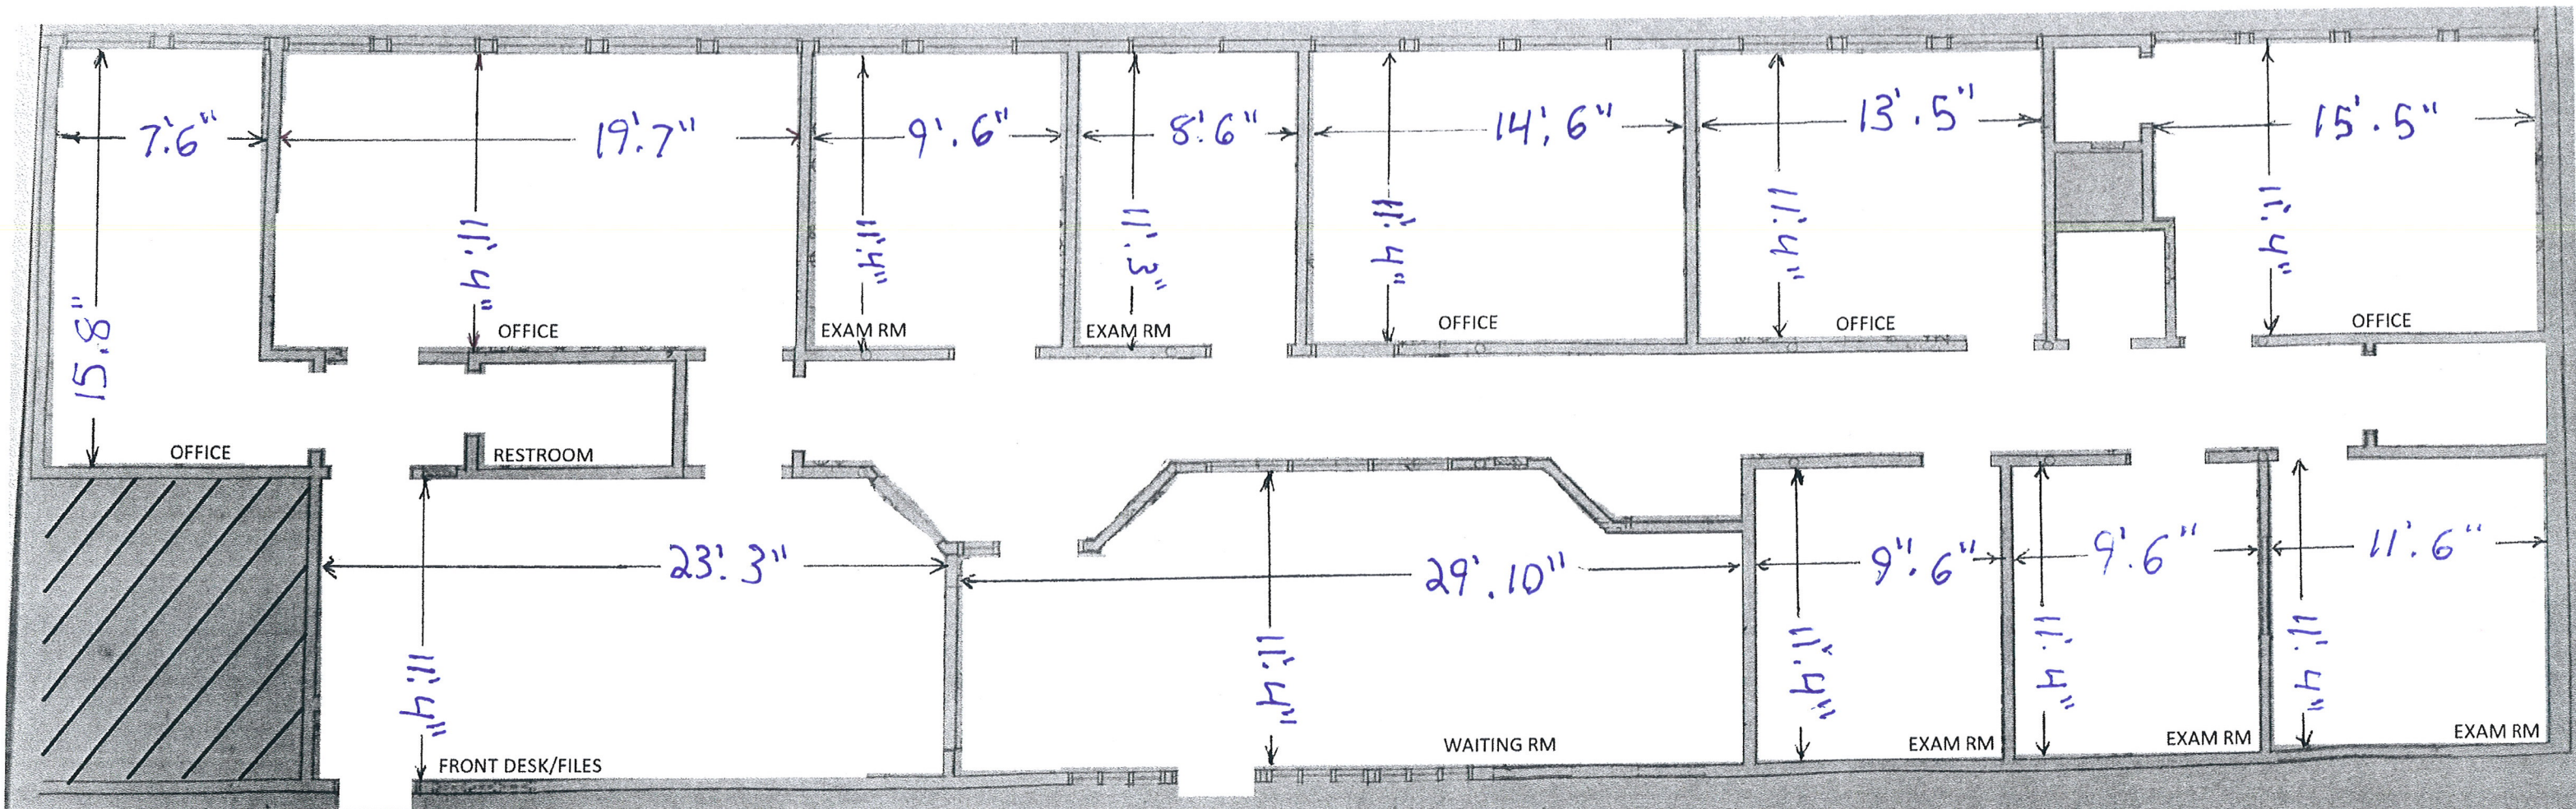 7'.6"
19'.7"
9'.6"
8'.6"
14'.6"
13'.5"
15'.5"
15'.8"
11'.4"
11'.4"
11'.3"
11'.4"
11'.4"
11'.4"
OFFICE
EXAM RM
EXAM RM
OFFICE
OFFICE
OFFICE
OFFICE
RESTROOM
23'.3"
29'.10"
9".6"
9'.6"
11'.6"
11'.4"
11'.4"
11'.4"
11'.4"
11'.4"
FRONT DESK/FILES
WAITING RM
EXAM RM
EXAM RM
EXAM RM